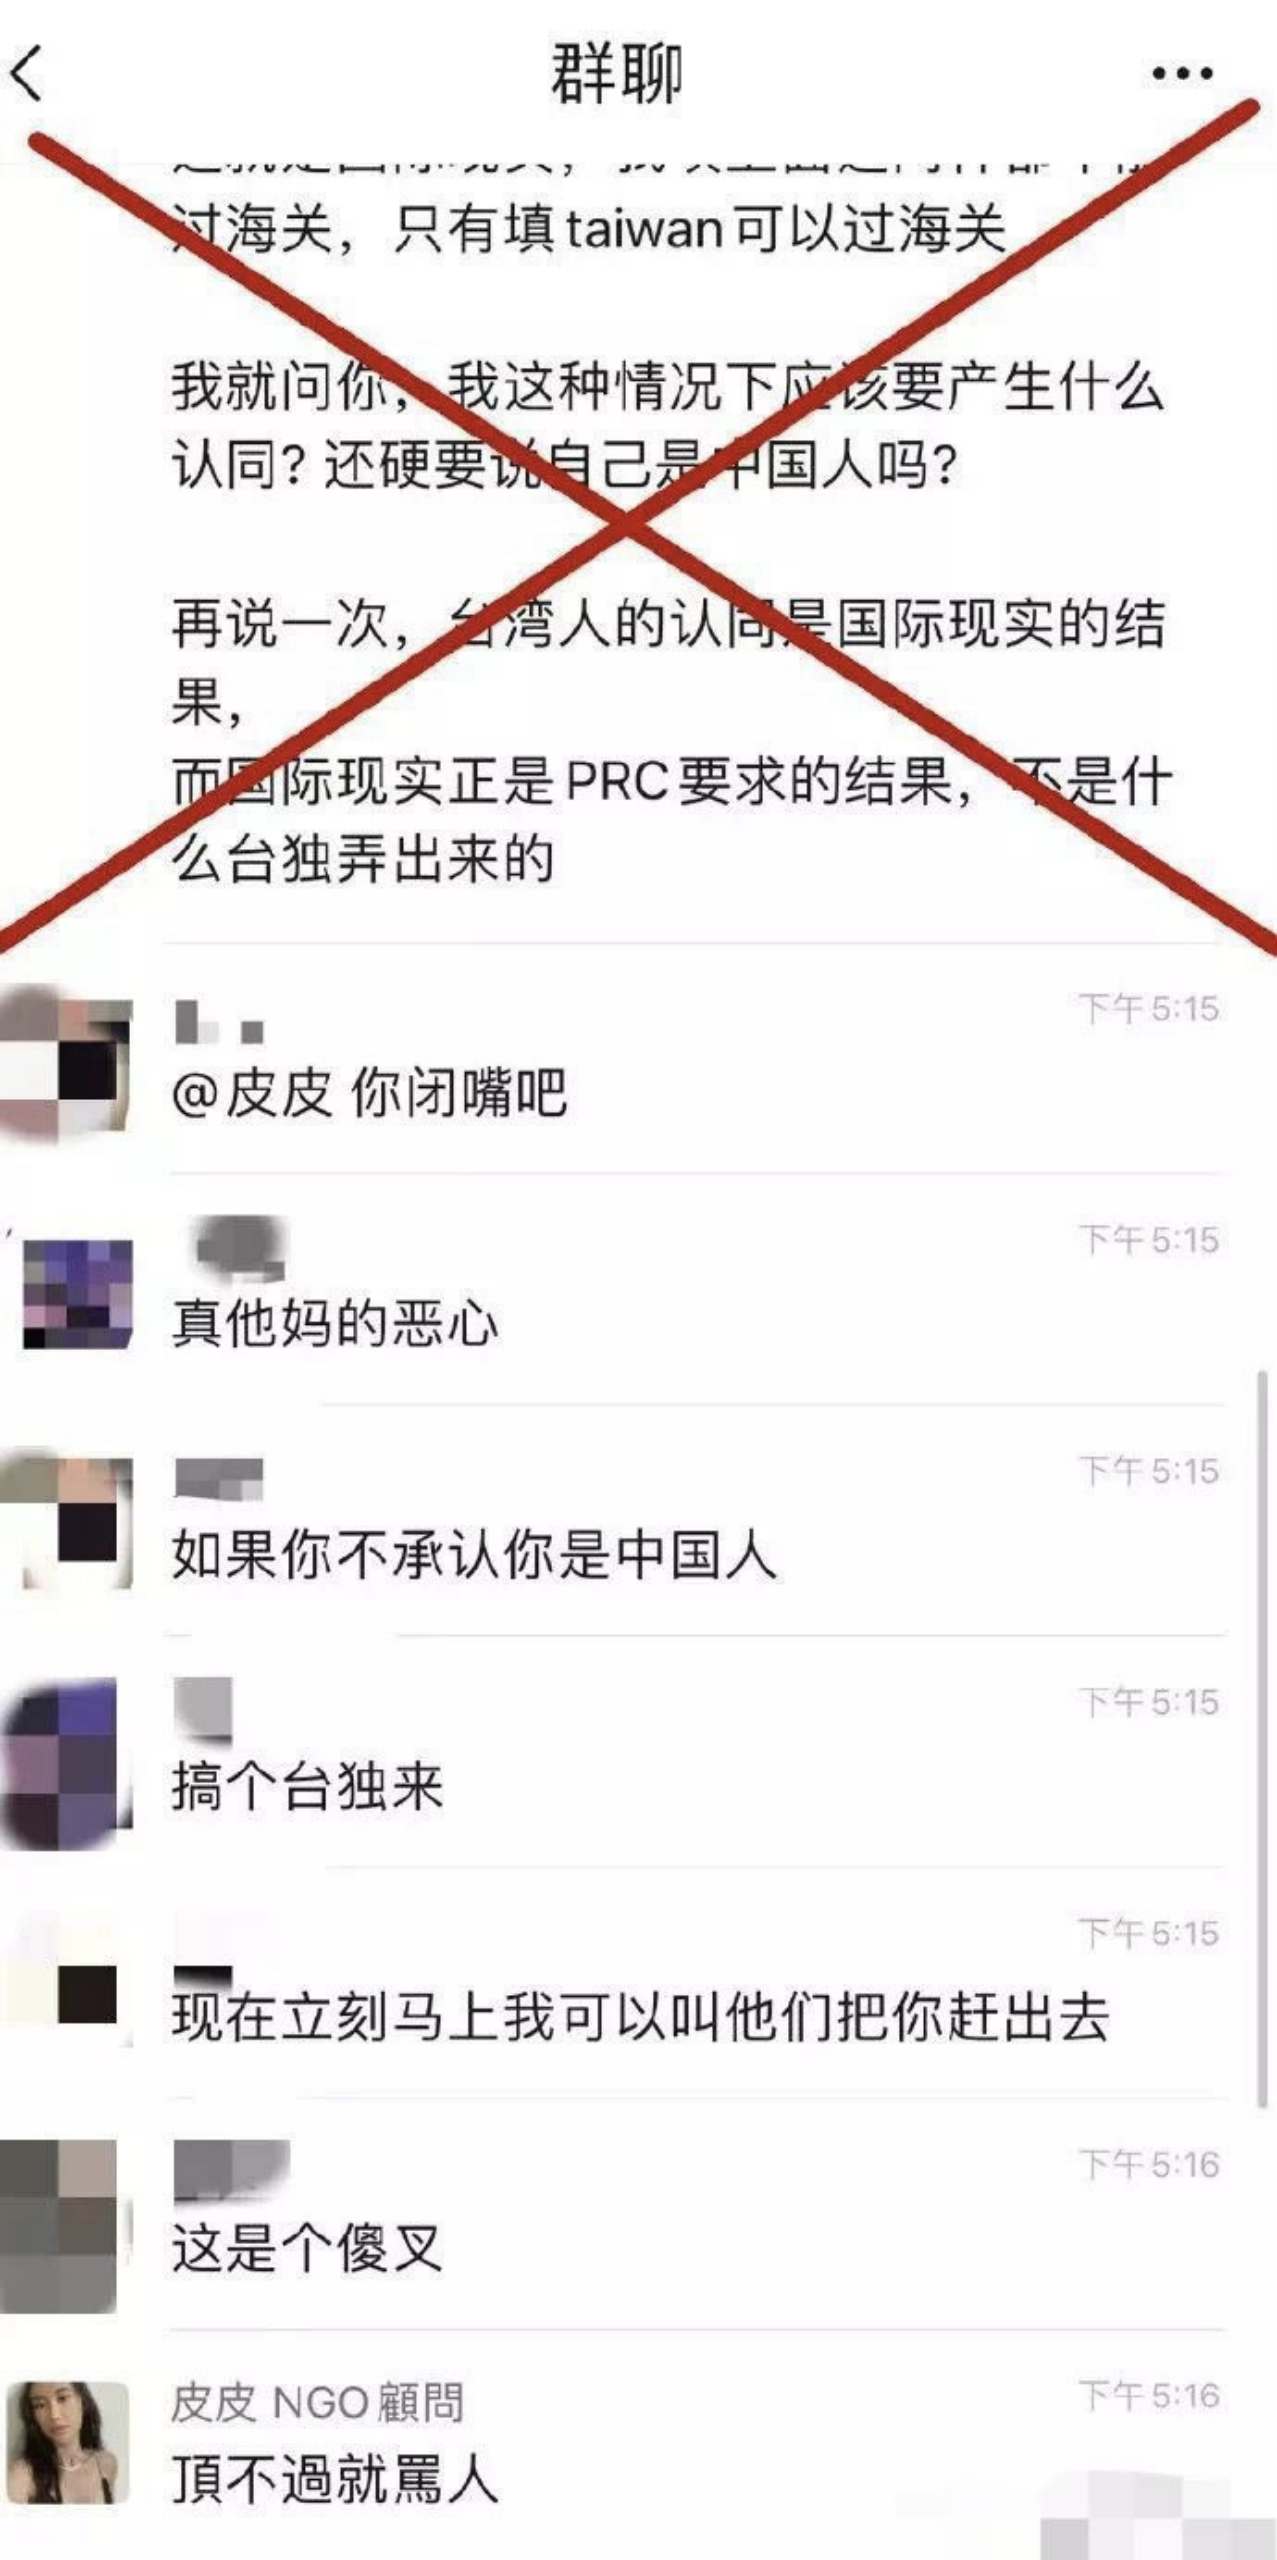 群聊
过海关，只有填taiwan可以过海关
我就问你，我这种情况下应该要产生什么
认同？还硬要说自己是中国人吗？
再说一次，台湾人的认同是国际现实的结
果，
而国际现实正是PRC要求的结果，不是什
么台独弄出来的
下午5:15
@皮皮 你闭嘴吧
下午5:15
真他妈的恶心
下午5:15
如果你不承认你是中国人
下午5:15
搞个台独来
下午5:15
现在立刻马上我可以叫他们把你赶出去
下午5:16
这是个傻叉
皮皮 NGO顧問
下午5:16
頂不過就罵人